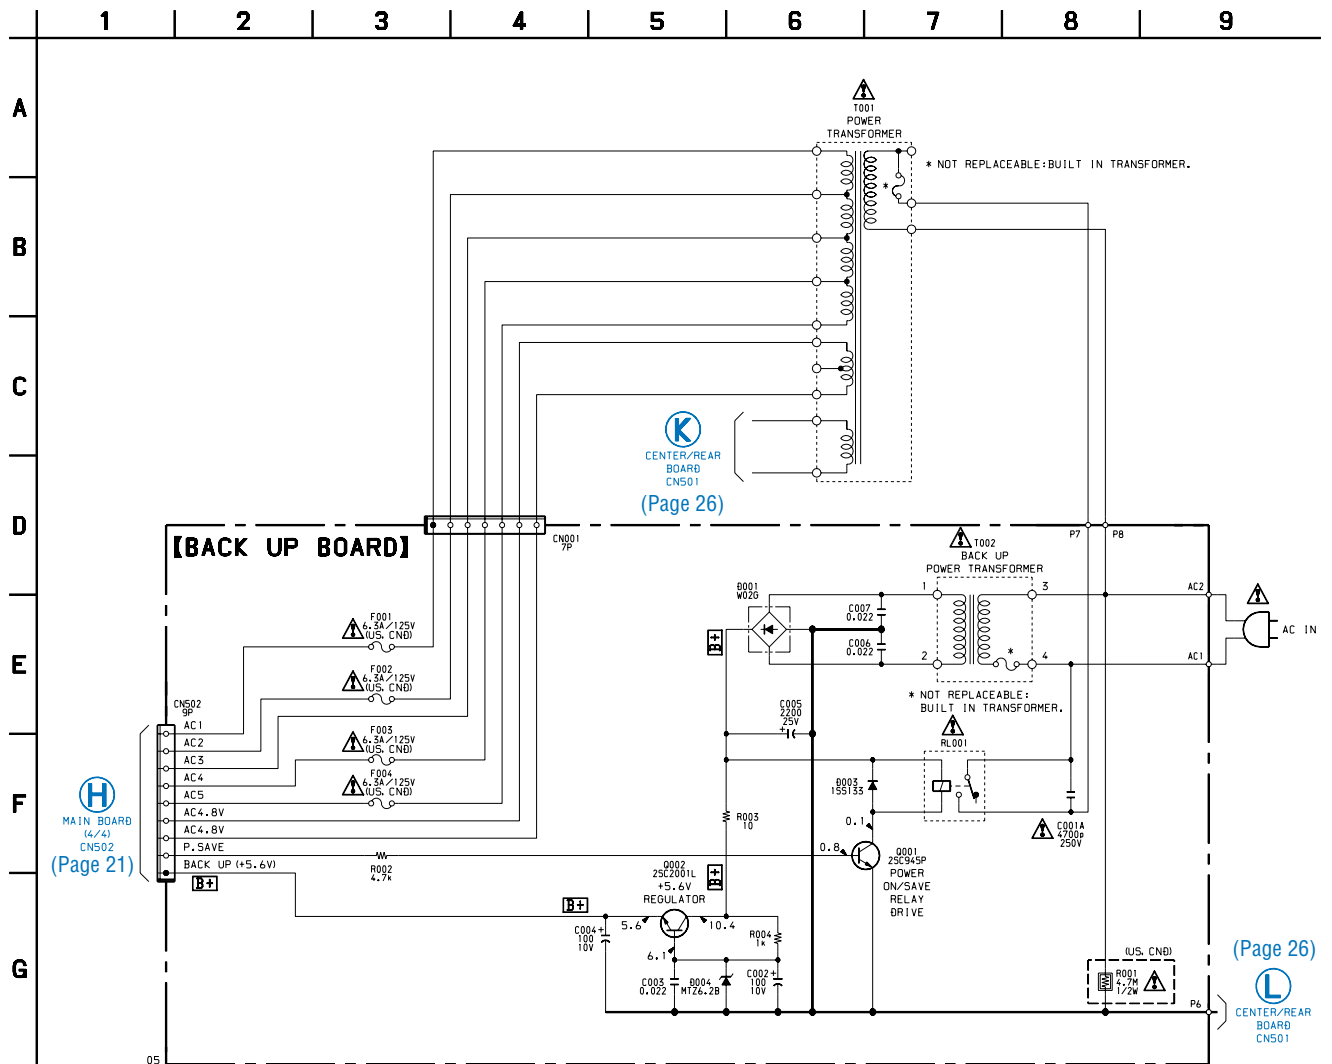 1 2 3 4 5 6 7 8 9
A
B
C
D
E
F
G
T001
POWER
TRANSFORMER
* NOT REPLACEABLE:BUILT IN TRANSFORMER.
*
K
CENTER/REAR
BOARD
CN501
(Page 26)
【BACK UP BOARD】
CN001
7P
P7 P8
T002
BACK UP
POWER TRANSFORMER
1
2
3
4
*
* NOT REPLACEABLE:
BUILT IN TRANSFORMER.
D001
W02G
C007
0.022
C006
0.022
B+
AC2
AC1
AC IN
F001
6.3A/125V
(US, CND)
F002
6.3A/125V
(US, CND)
F003
6.3A/125V
(US, CND)
F004
6.3A/125V
(US, CND)
CN502
9P
AC1
AC2
AC3
AC4
AC5
AC4.8V
AC4.8V
P.SAVE
BACK UP (+5.6V)
B+
H
MAIN BOARD
(4/4)
CN502
(Page 21)
R002
4.7k
C005
2200
25V
+
RL001
D003
1SS133
R003
10
0.1
0.8
Q001
2SC945P
POWER
ON/SAVE
RELAY
DRIVE
C001A
4700p
250V
Q002
2SC2001L
+5.6V
REGULATOR
B+
B+
5.6
10.4
6.1
C004 +
100
10V
R004
1k
C003
0.022
D004
MTZ6.2B
C002 +
100
10V
(US, CND)
R001
4.7M
1/2W
P6
(Page 26)
L
CENTER/REAR
BOARD
CN501
05